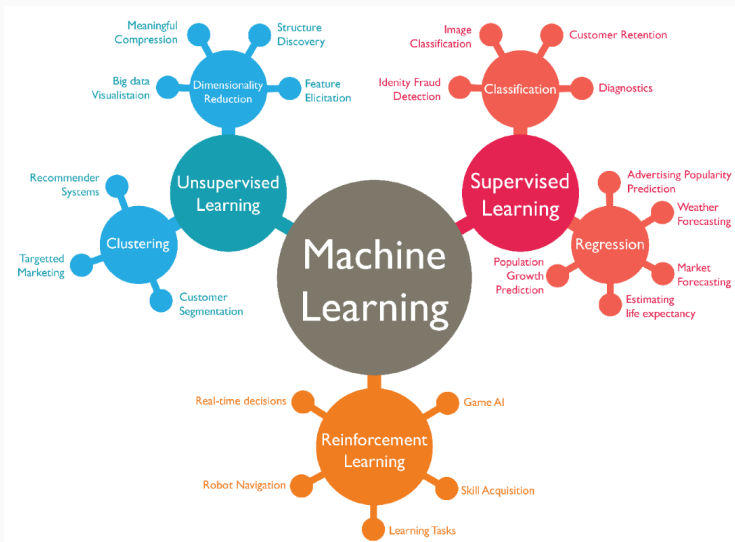 Meaningful
Compression
Structure
Discovery
Big data
Visualistaion
Dimensionality
Reduction
Feature
Elicitation
Image
Classification
Customer Retention
Idenity Fraud
Detection
Classification
Diagnostics
Recommender
Systems
Unsupervised
Learning
Clustering
Targetted
Marketing
Customer
Segmentation
Machine
Learning
Supervised
Learning
Advertising Popularity
Prediction
Weather
Forecasting
Regression
Population
Growth
Prediction
Market
Forecasting
Estimating
life expectancy
Real-time decisions
Game AI
Reinforcement
Learning
Robot Navigation
Skill Acquisition
Learning Tasks